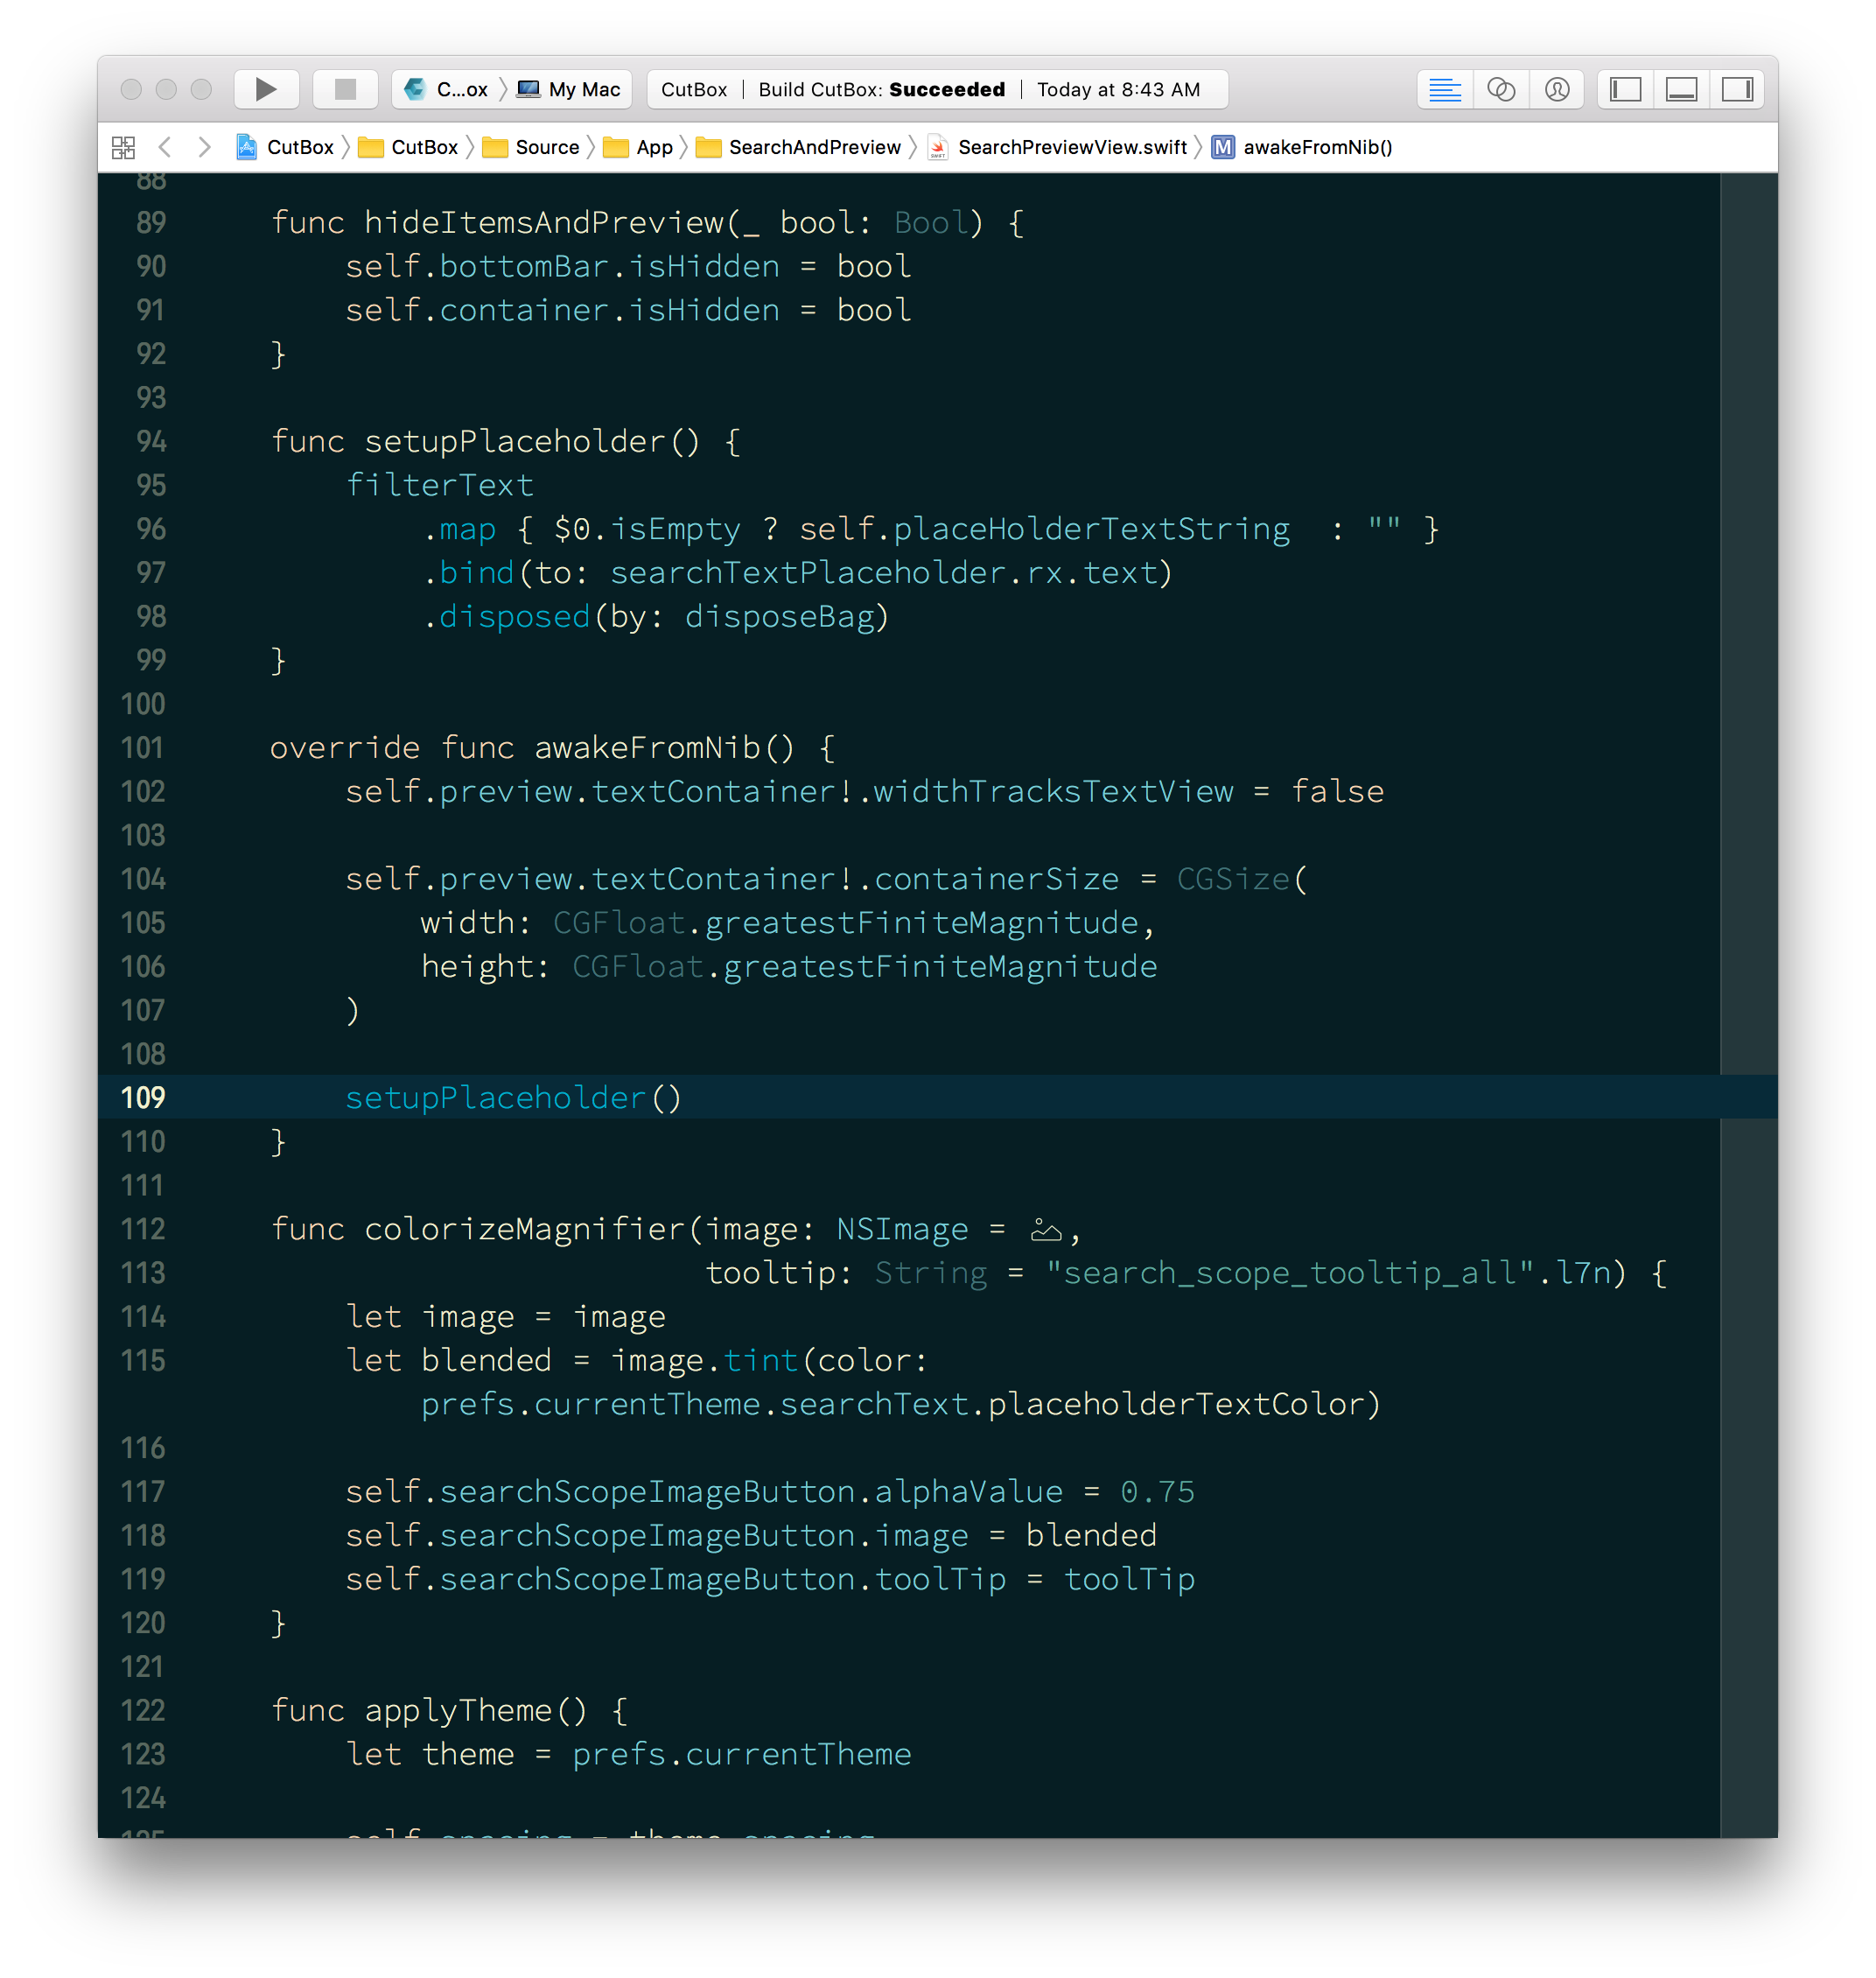 C...ox My Mac CutBox | Build CutBox: Succeeded | Today at 8:43 AM
CutBox CutBox Source App SearchAndPreview SearchPreviewView.swift M awakeFromNib()
88
89 func hideItemsAndPreview(_ bool: Bool) {
90 self.bottomBar.isHidden = bool
91 self.container.isHidden = bool
92 }
93
94 func setupPlaceholder() {
95 filterText
96 .map { $0.isEmpty ? self.placeHolderTextString  : "" }
97 .bind(to: searchTextPlaceholder.rx.text)
98 .disposed(by: disposeBag)
99 }
100
101 override func awakeFromNib() {
102 self.preview.textContainer!.widthTracksTextView = false
103
104 self.preview.textContainer!.containerSize = CGSize(
105 width: CGFloat.greatestFiniteMagnitude,
106 height: CGFloat.greatestFiniteMagnitude
107 )
108
109 setupPlaceholder()
110 }
111
112 func colorizeMagnifier(image: NSImage = ,
113 tooltip: String = "search_scope_tooltip_all".l7n) {
114 let image = image
115 let blended = image.tint(color:
prefs.currentTheme.searchText.placeholderTextColor)
116
117 self.searchScopeImageButton.alphaValue = 0.75
118 self.searchScopeImageButton.image = blended
119 self.searchScopeImageButton.toolTip = toolTip
120 }
121
122 func applyTheme() {
123 let theme = prefs.currentTheme
124
125 self.spacing = theme.spacing